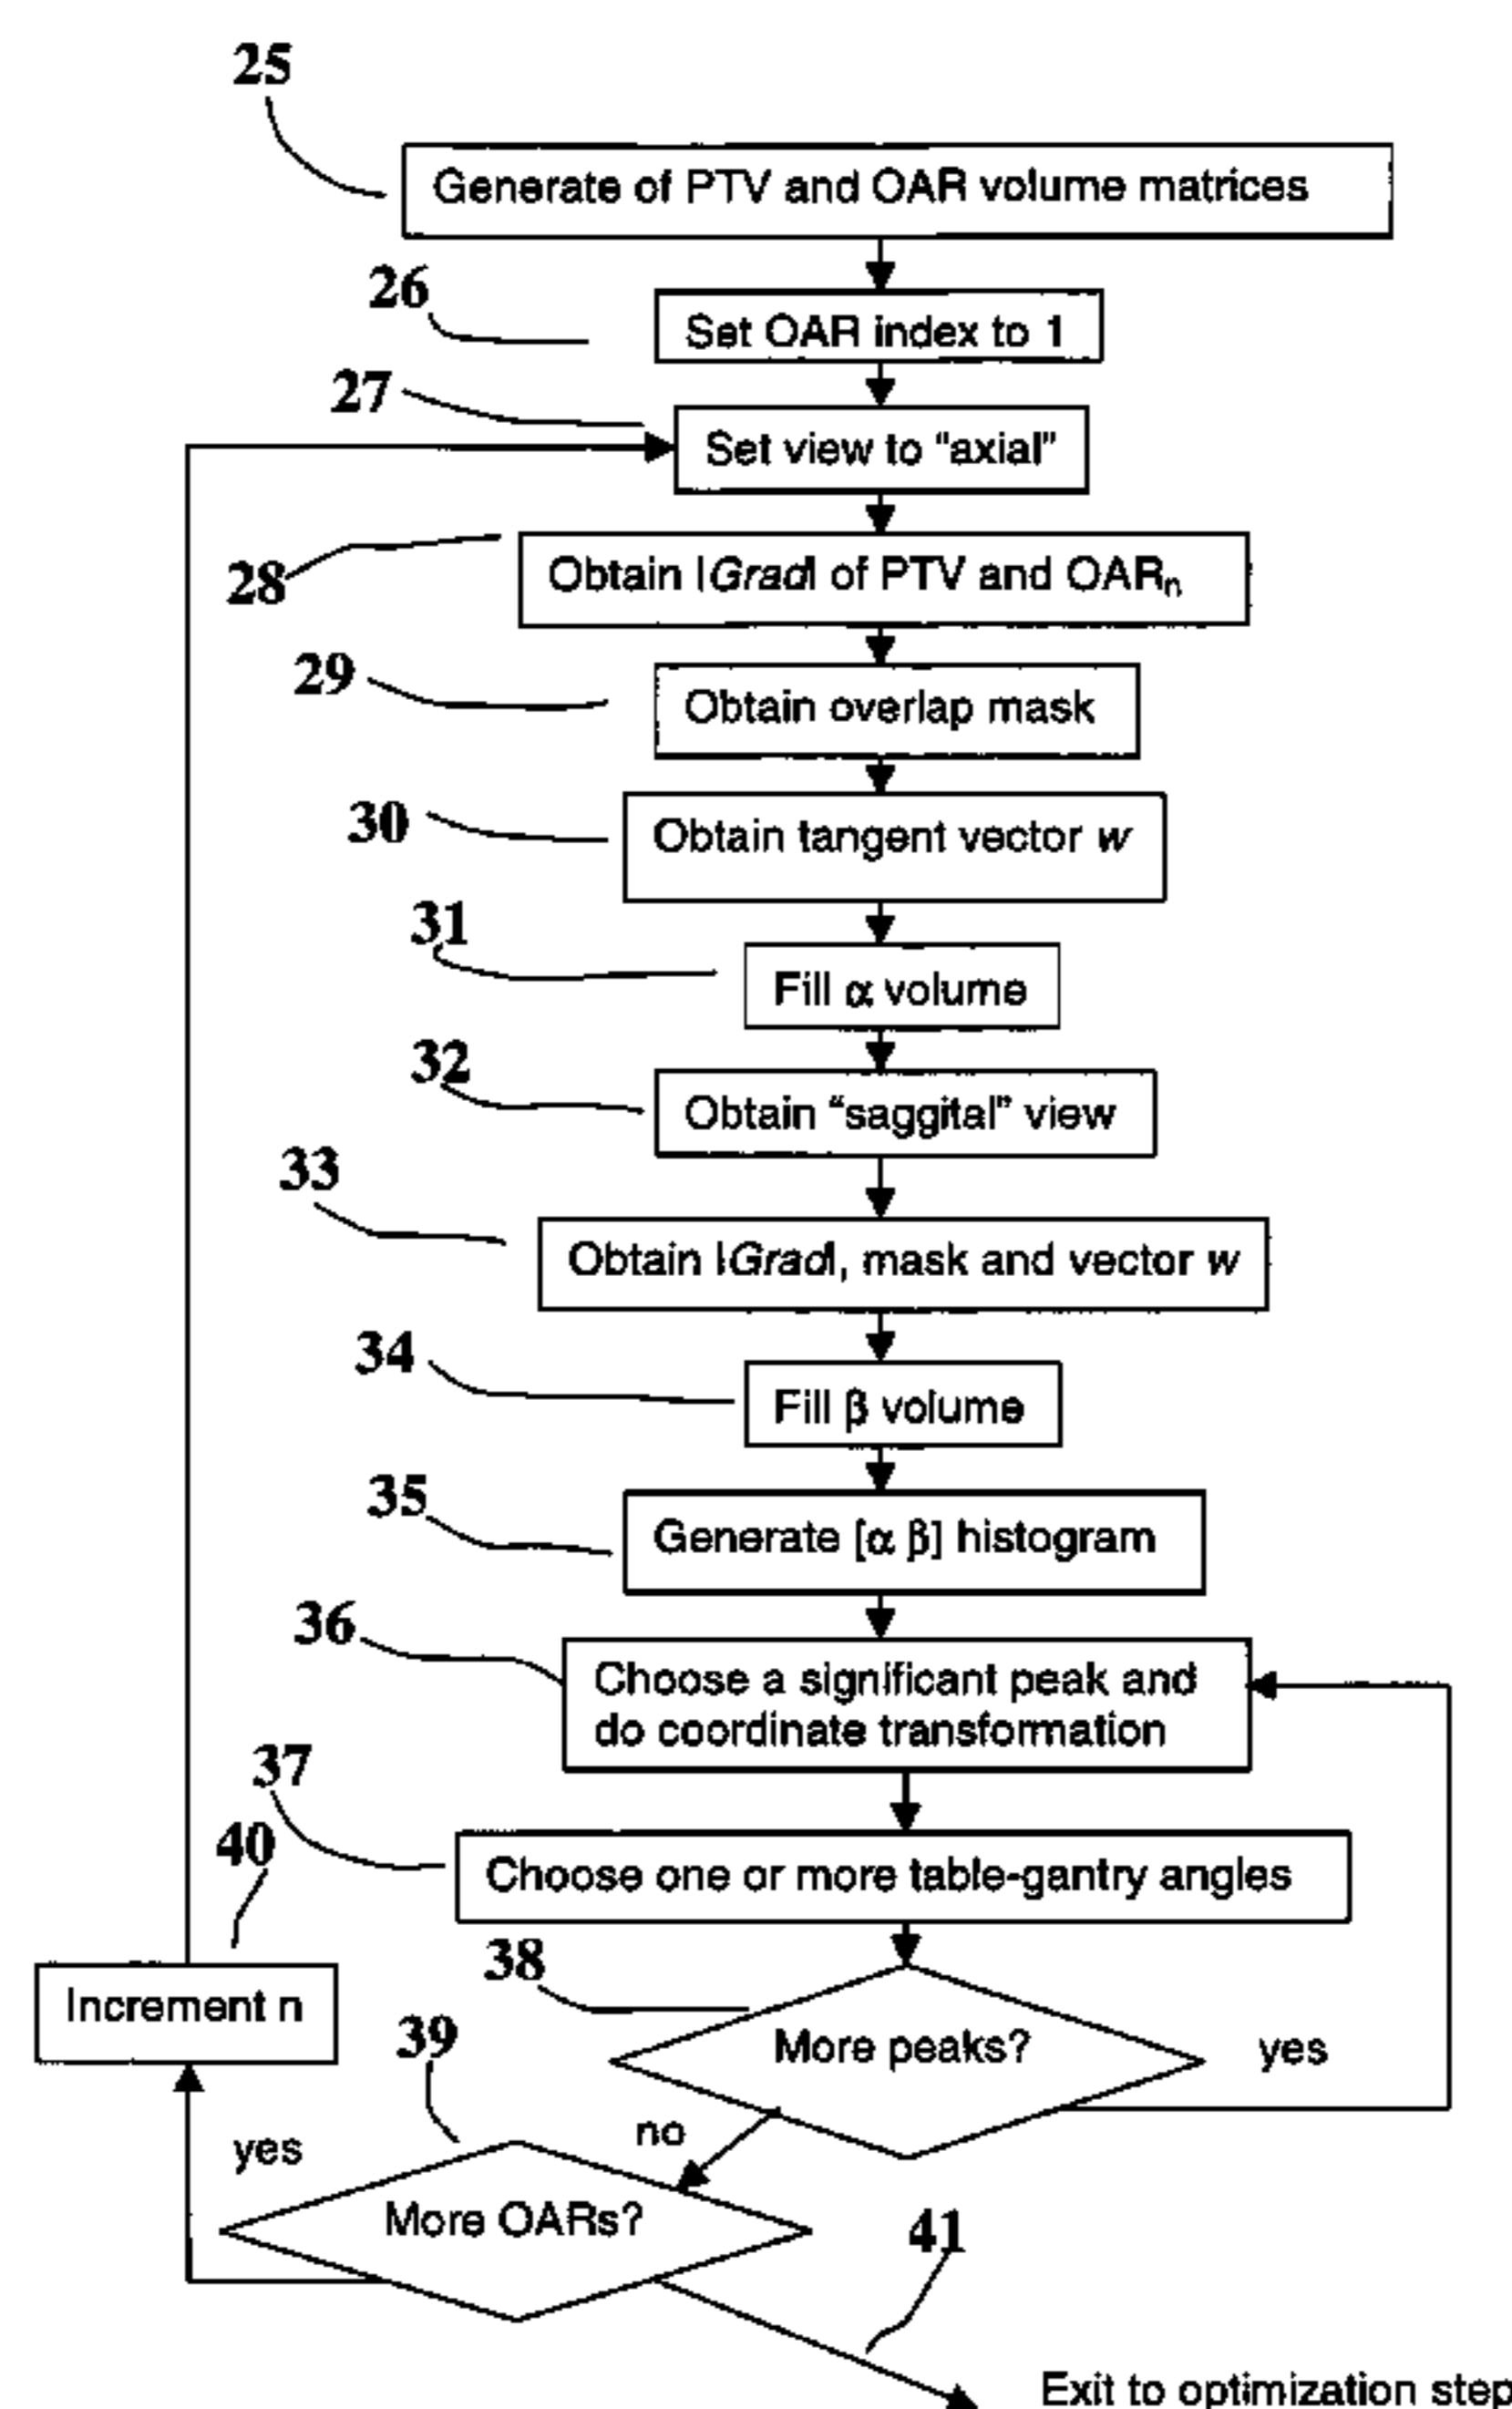 25
Generate of PTV and OAR volume matrices
26
Set OAR index to 1
27
Set view to “axial”
28
Obtain |Grad| of PTV and OARₙ
29
Obtain overlap mask
30
Obtain tangent vector w
31
Fill α volume
32
Obtain “saggital” view
33
Obtain |Grad|, mask and vector w
34
Fill β volume
35
Generate [α β] histogram
36
Choose a significant peak and
do coordinate transformation
37
Choose one or more table-gantry angles
40
Increment n
38
More peaks?
yes
39
no
yes
More OARs?
41
Exit to optimization step